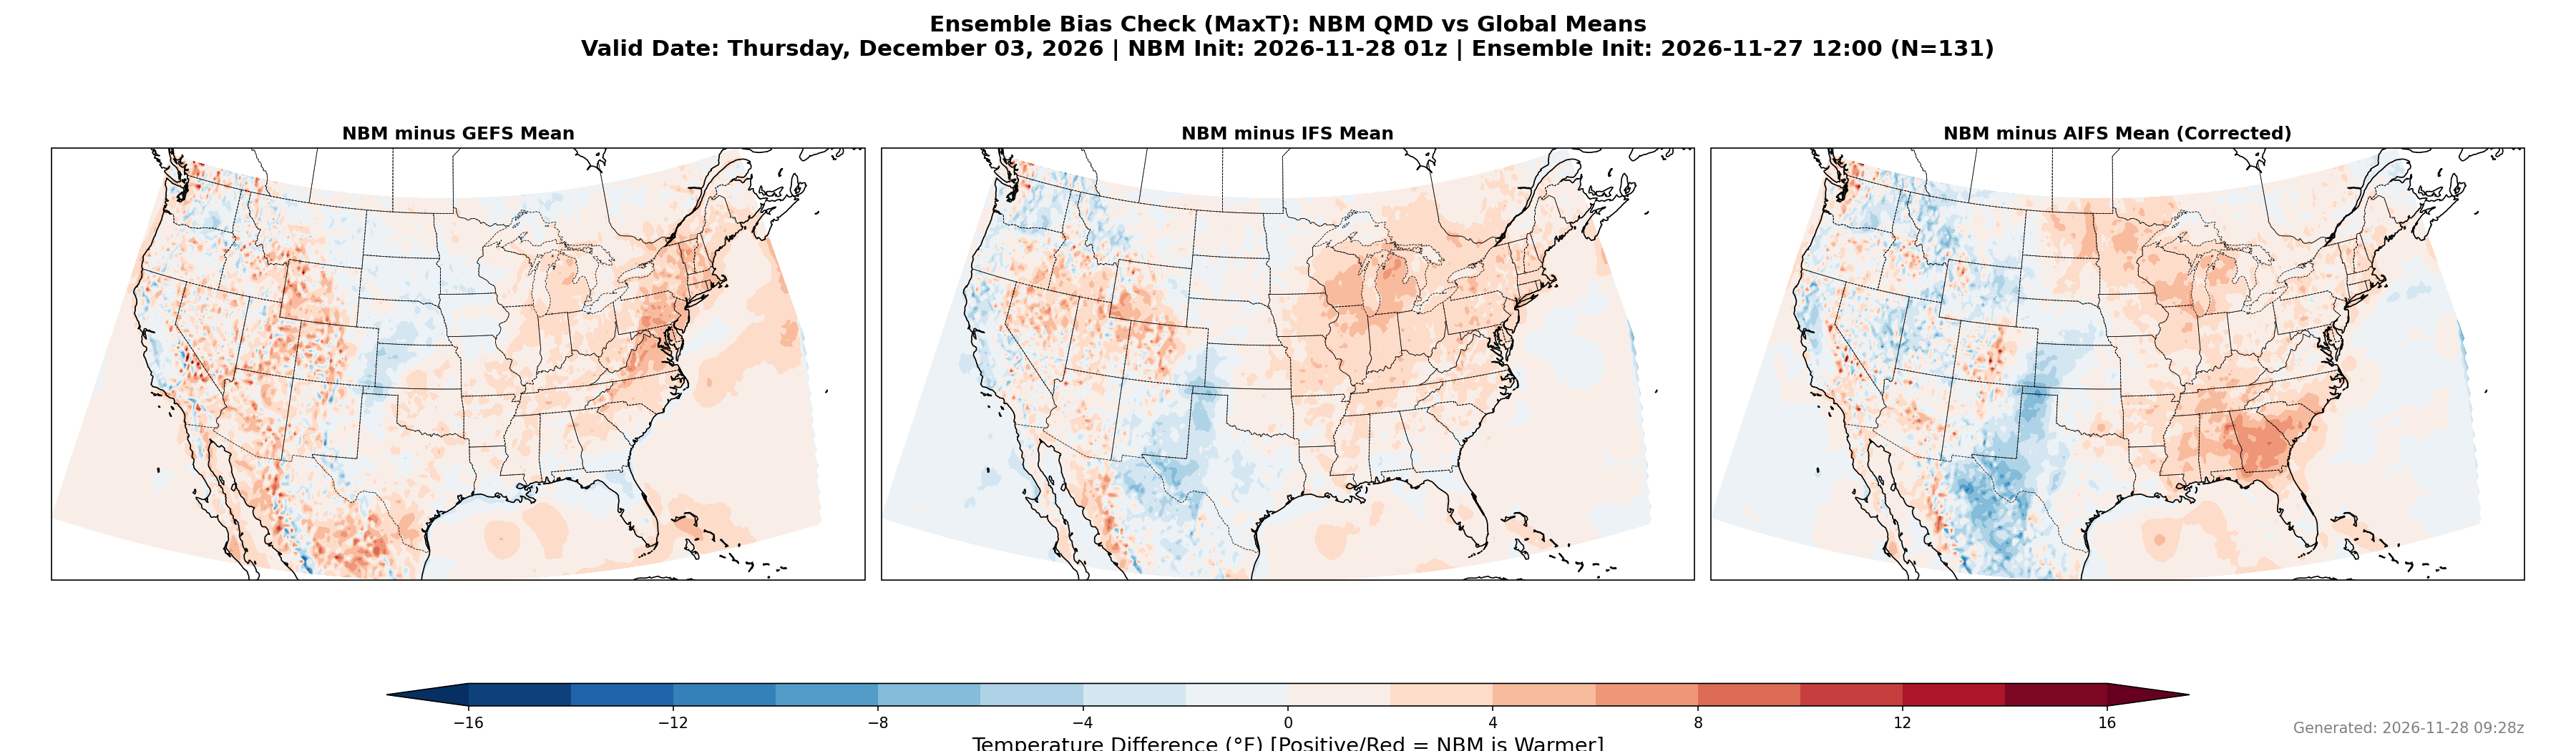 Ensemble Bias Check (MaxT): NBM QMD vs Global Means
Valid Date: Thursday, December 03, 2026 | NBM Init: 2026-11-28 01z | Ensemble Init: 2026-11-27 12:00 (N=131)
NBM minus GEFS Mean
NBM minus IFS Mean
NBM minus AIFS Mean (Corrected)
−16
−12
−8
−4
0
4
8
12
16
Temperature Difference (°F) [Positive/Red = NBM is Warmer]
Generated: 2026-11-28 09:28z